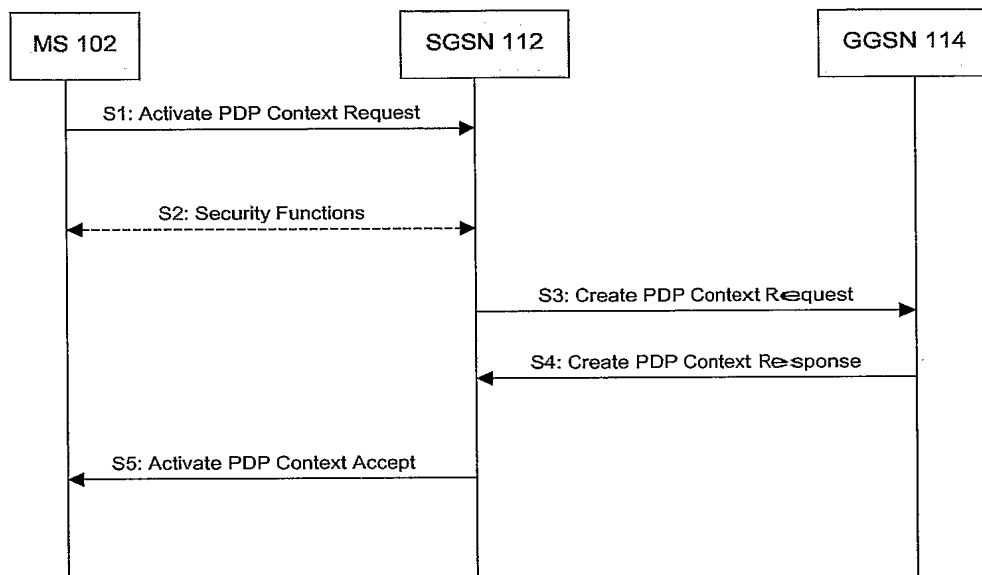 MS 102
SGSN 112
GGSN 114
S1: Activate PDP Context Request
S2: Security Functions
S3: Create PDP Context Request
S4: Create PDP Context Response
S5: Activate PDP Context Accept